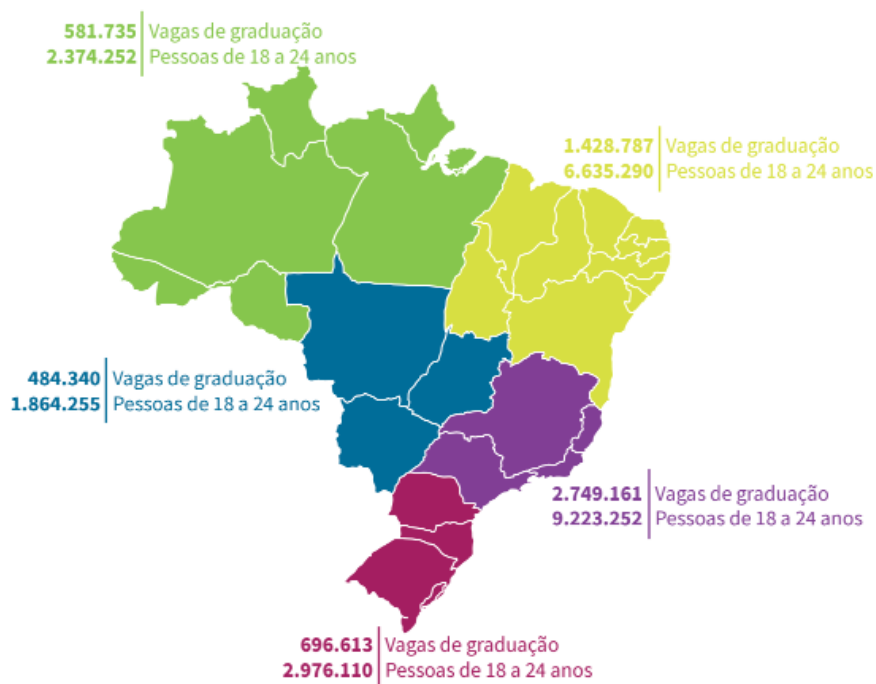 581.735 Vagas de graduação
2.374.252 Pessoas de 18 a 24 anos
1.428.787 Vagas de graduação
6.635.290 Pessoas de 18 a 24 anos
484.340 Vagas de graduação
1.864.255 Pessoas de 18 a 24 anos
2.749.161 Vagas de graduação
9.223.252 Pessoas de 18 a 24 anos
696.613 Vagas de graduação
2.976.110 Pessoas de 18 a 24 anos